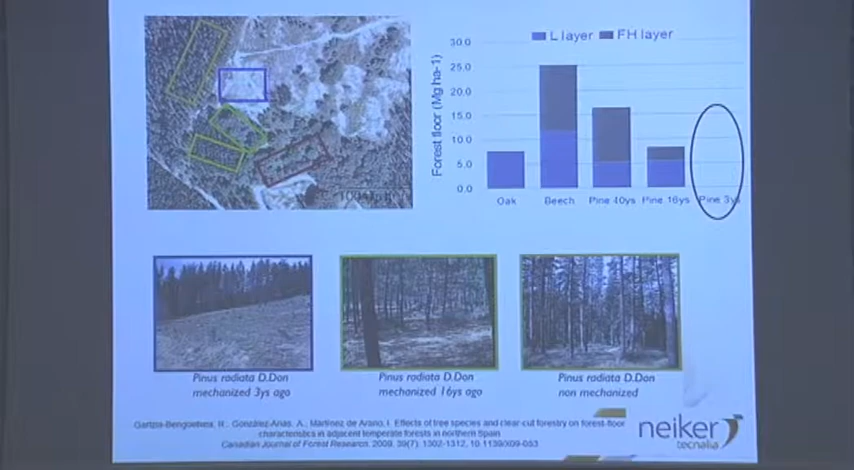 L layer FH layer
Forest floor (Mg ha-1)
30.0
25.0
20.0
15.0
10.0
5.0
0.0
Oak Beech Pine 40ys Pine 16ys Pine 3ys
Pinus radiata D.Don
mechanized 3ys ago
Pinus radiata D.Don
mechanized 16ys ago
Pinus radiata D.Don
non mechanized
Gartzia-Bengoetxea, N., González-Arias, A., Martínez de Arano, I. Effects of tree species and clear-cut forestry on forest-floor
characteristics in adjacent temperate forests in northern Spain
Canadian Journal of Forest Research, 2009, 39(7): 1302-1312, 10.1139/X09-053
neiker
tecnalia